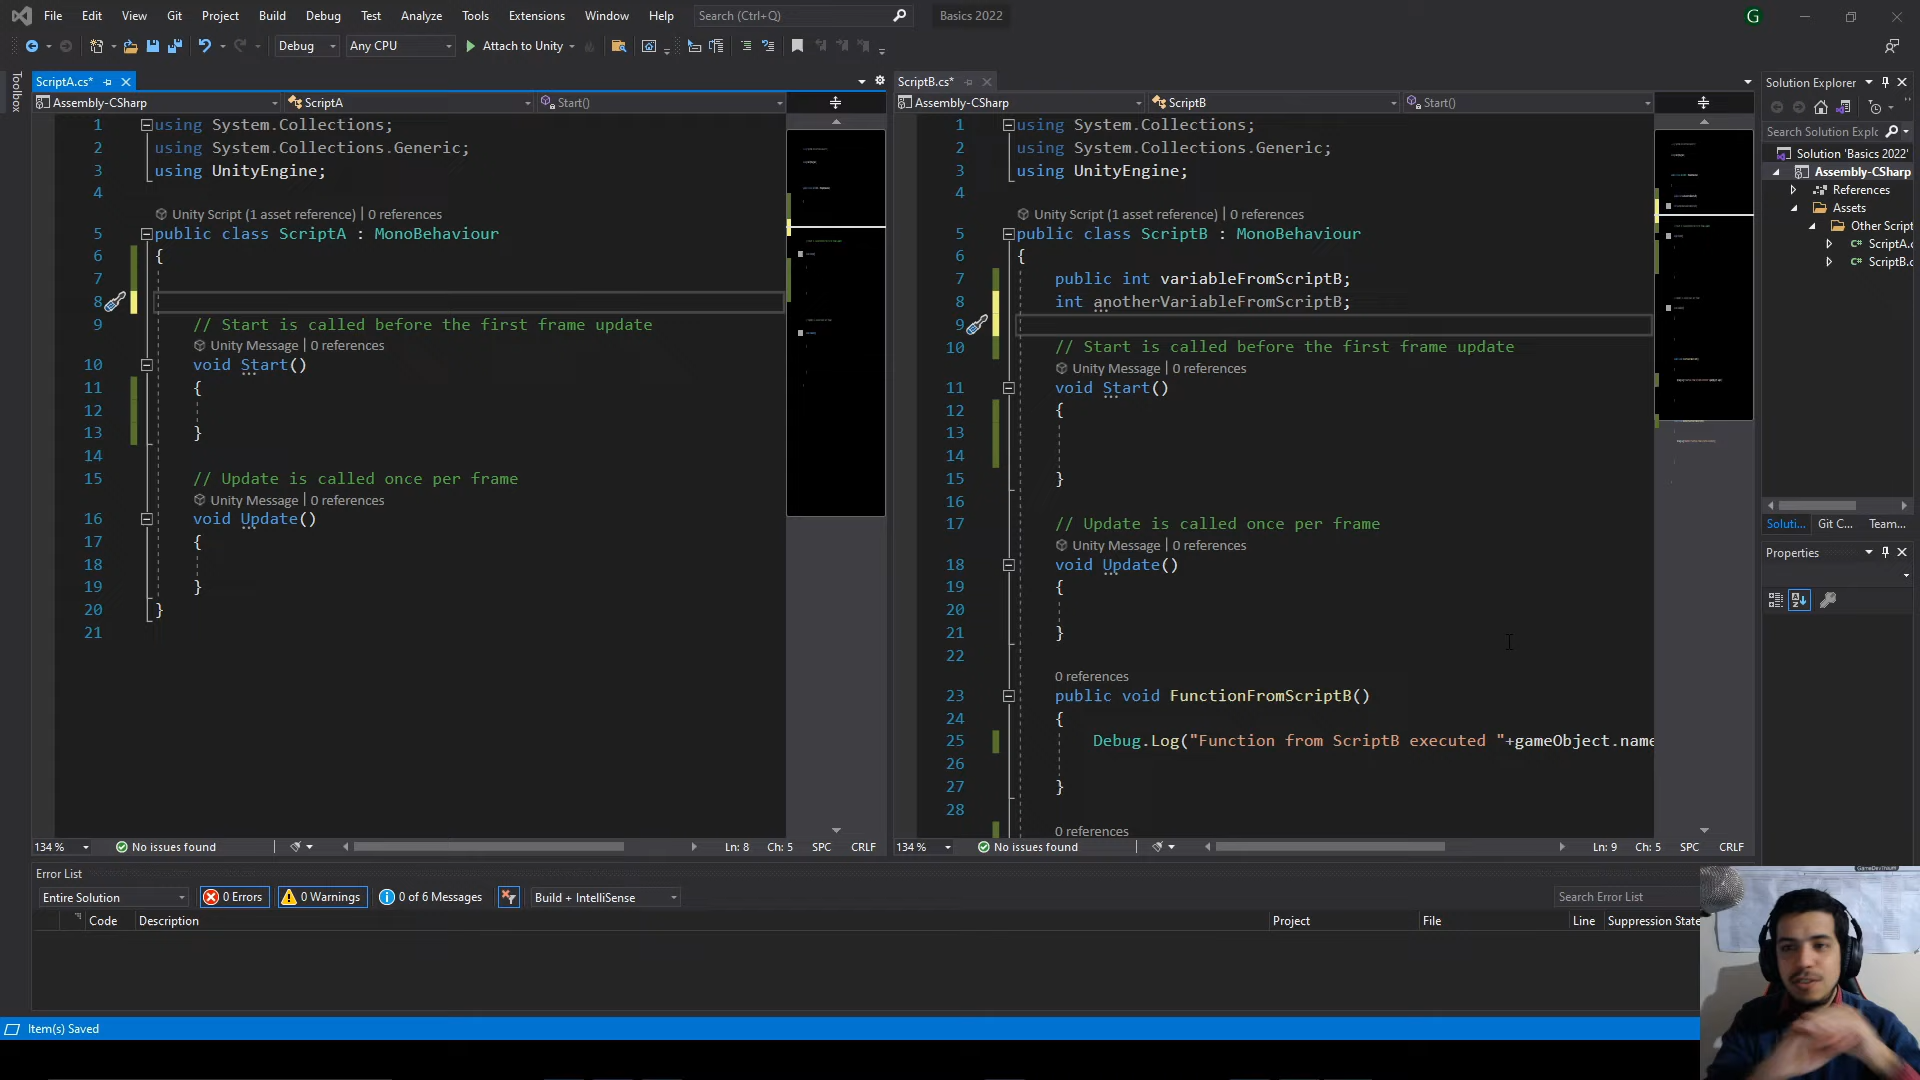 File Edit View Git Project Build Debug Test Analyze Tools Extensions Window Help Search (Ctrl+Q) Basics 2022 G
Debug Any CPU Attach to Unity
Toolbox
ScriptA.cs*
Assembly-CSharp ScriptA Start()
1 using System.Collections;
2 using System.Collections.Generic;
3 using UnityEngine;
4
Unity Script (1 asset reference) | 0 references
5 public class ScriptA : MonoBehaviour
6 {
7
8
9 // Start is called before the first frame update
Unity Message | 0 references
10 void Start()
11 {
12
13 }
14
15 // Update is called once per frame
Unity Message | 0 references
16 void Update()
17 {
18
19 }
20 }
21
134 % No issues found Ln: 8 Ch: 5 SPC CRLF
ScriptB.cs*
Assembly-CSharp ScriptB Start()
1 using System.Collections;
2 using System.Collections.Generic;
3 using UnityEngine;
4
Unity Script (1 asset reference) | 0 references
5 public class ScriptB : MonoBehaviour
6 {
7 public int variableFromScriptB;
8 int anotherVariableFromScriptB;
9
10 // Start is called before the first frame update
Unity Message | 0 references
11 void Start()
12 {
13
14
15 }
16
17 // Update is called once per frame
Unity Message | 0 references
18 void Update()
19 {
20
21 }
22
0 references
23 public void FunctionFromScriptB()
24 {
25 Debug.Log("Function from ScriptB executed "+gameObject.name
26
27 }
28
0 references
134 % No issues found Ln: 9 Ch: 5 SPC CRLF
Solution Explorer
Search Solution Explc
Solution 'Basics 2022'
Assembly-CSharp
References
Assets
Other Script
ScriptA.c
ScriptB.c
Soluti... Git C... Team...
Properties
Error List
Entire Solution 0 Errors 0 Warnings 0 of 6 Messages Build + IntelliSense Search Error List
Code Description Project File Line Suppression State
Item(s) Saved